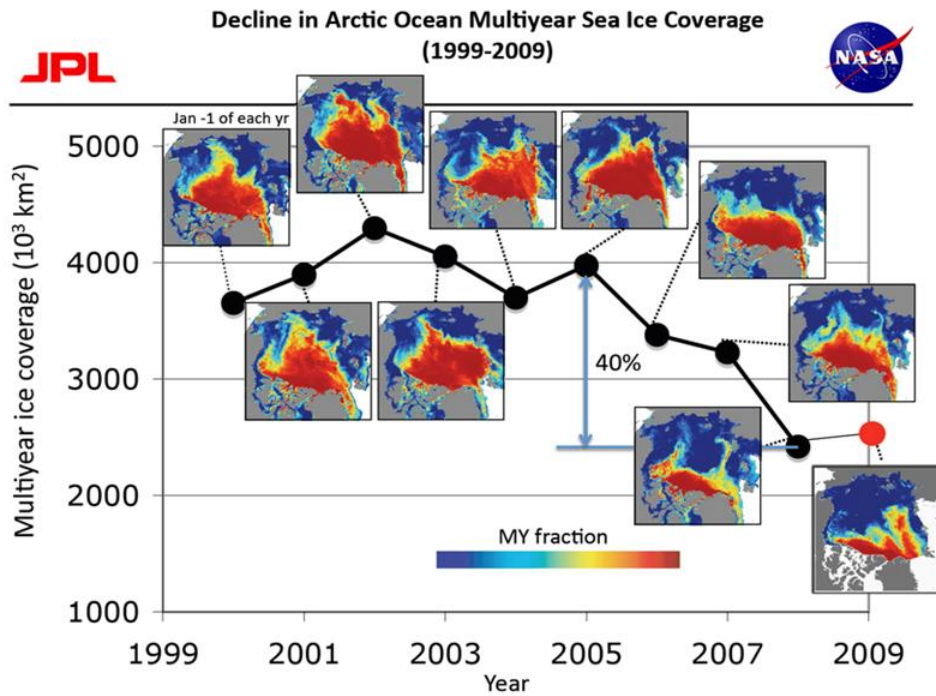 Decline in Arctic Ocean Multiyear Sea Ice Coverage
(1999-2009)
JPL
NASA
Jan -1 of each yr
Multiyear ice coverage (10³ km²)
5000
4000
3000
2000
1000
40%
MY fraction
1999
2001
2003
2005
2007
2009
Year